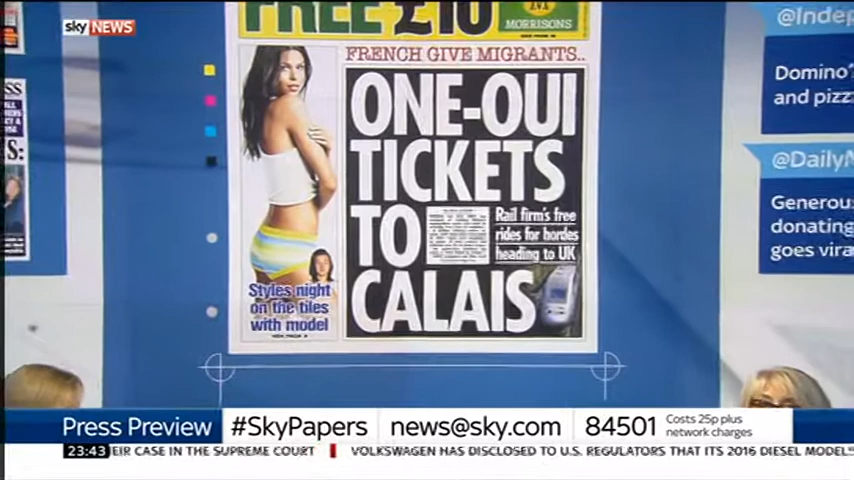 sky NEWS
FREE £10
MORRISONS
FRENCH GIVE MIGRANTS..
ONE-OUI
TICKETS
TO
CALAIS
Rail firm's free
rides for hordes
heading to UK
Styles night
on the tiles
with model
@Indep
Domino'
and pizz
@DailyM
Generous
donating
goes vira
SS
S:
Press Preview
#SkyPapers
news@sky.com
84501
Costs 25p plus
network charges
23:43
EIR CASE IN THE SUPREME COURT
VOLKSWAGEN HAS DISCLOSED TO U.S. REGULATORS THAT ITS 2016 DIESEL MODEL